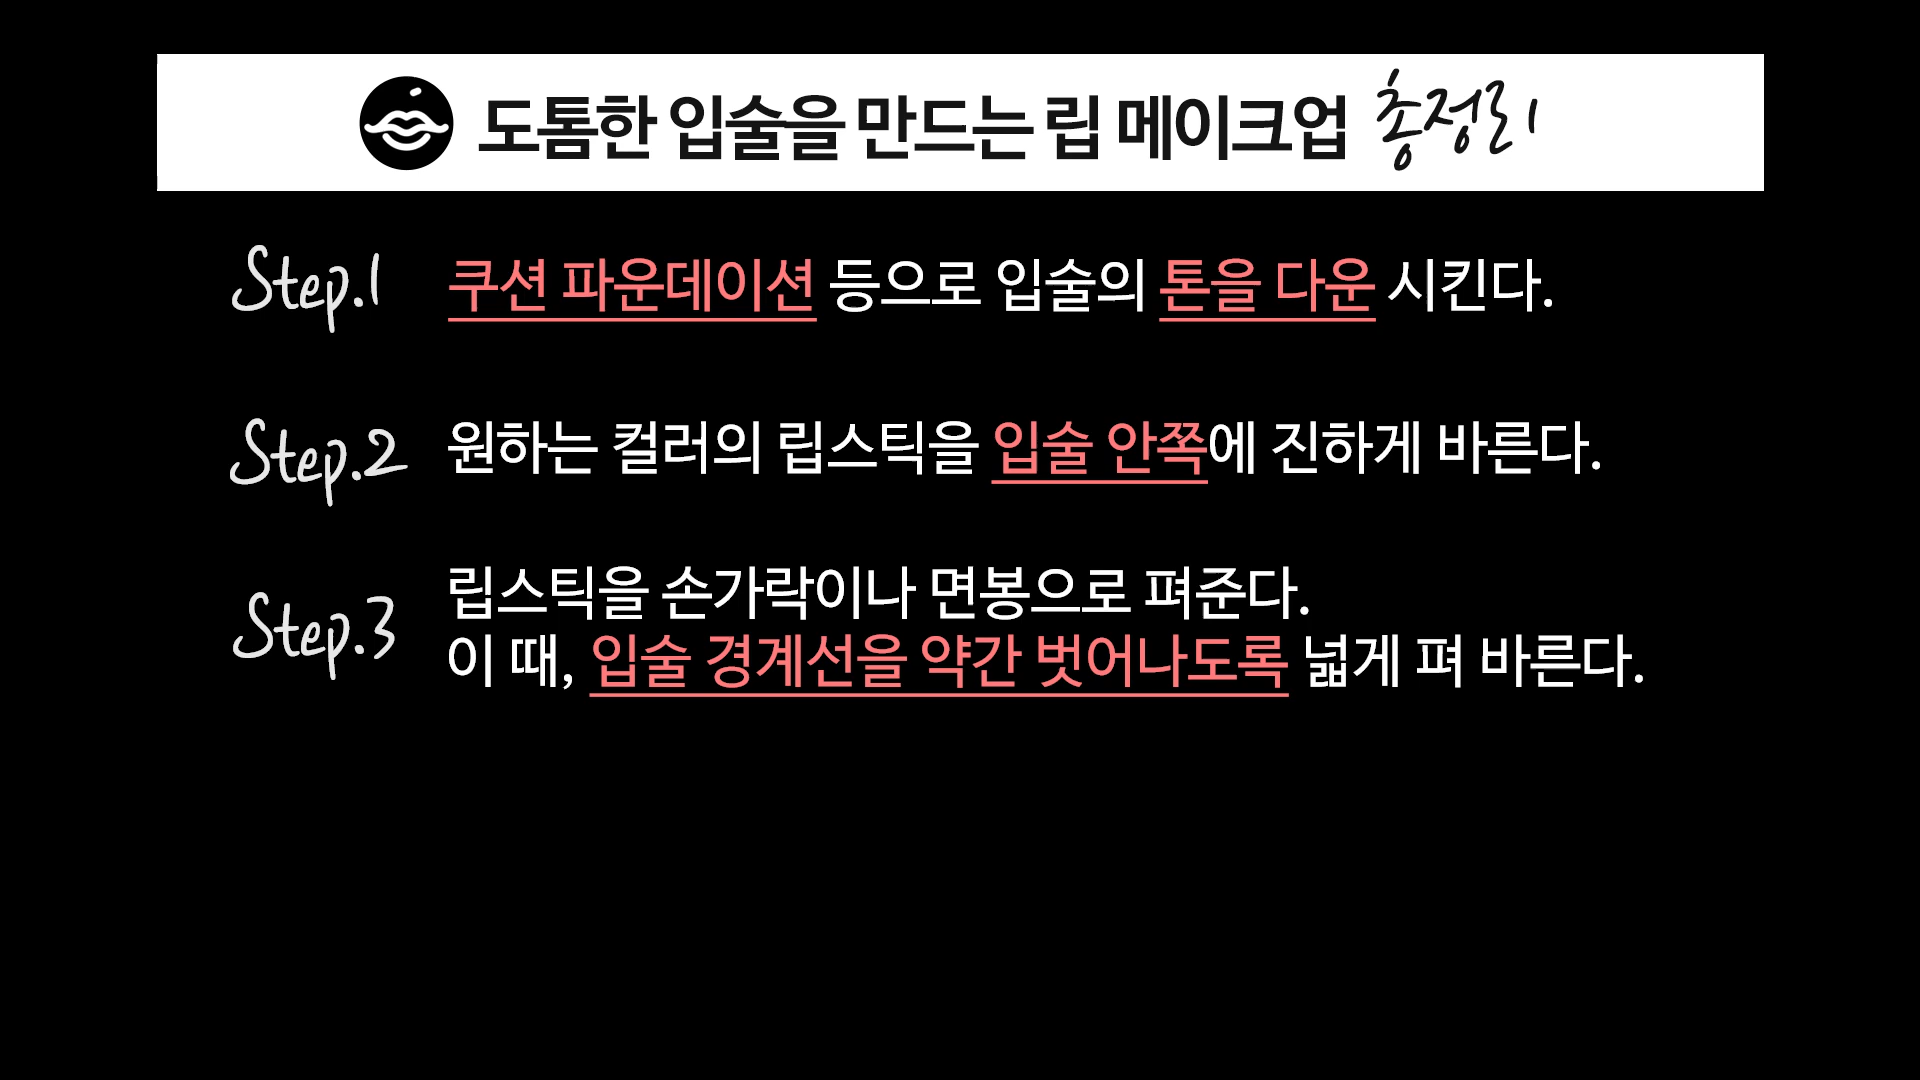 도톰한 입술을 만드는 립 메이크업 총정리
Step.1 쿠션 파운데이션 등으로 입술의 톤을 다운 시킨다.
Step.2 원하는 컬러의 립스틱을 입술 안쪽에 진하게 바른다.
Step.3 립스틱을 손가락이나 면봉으로 펴준다.
이 때, 입술 경계선을 약간 벗어나도록 넓게 펴 바른다.